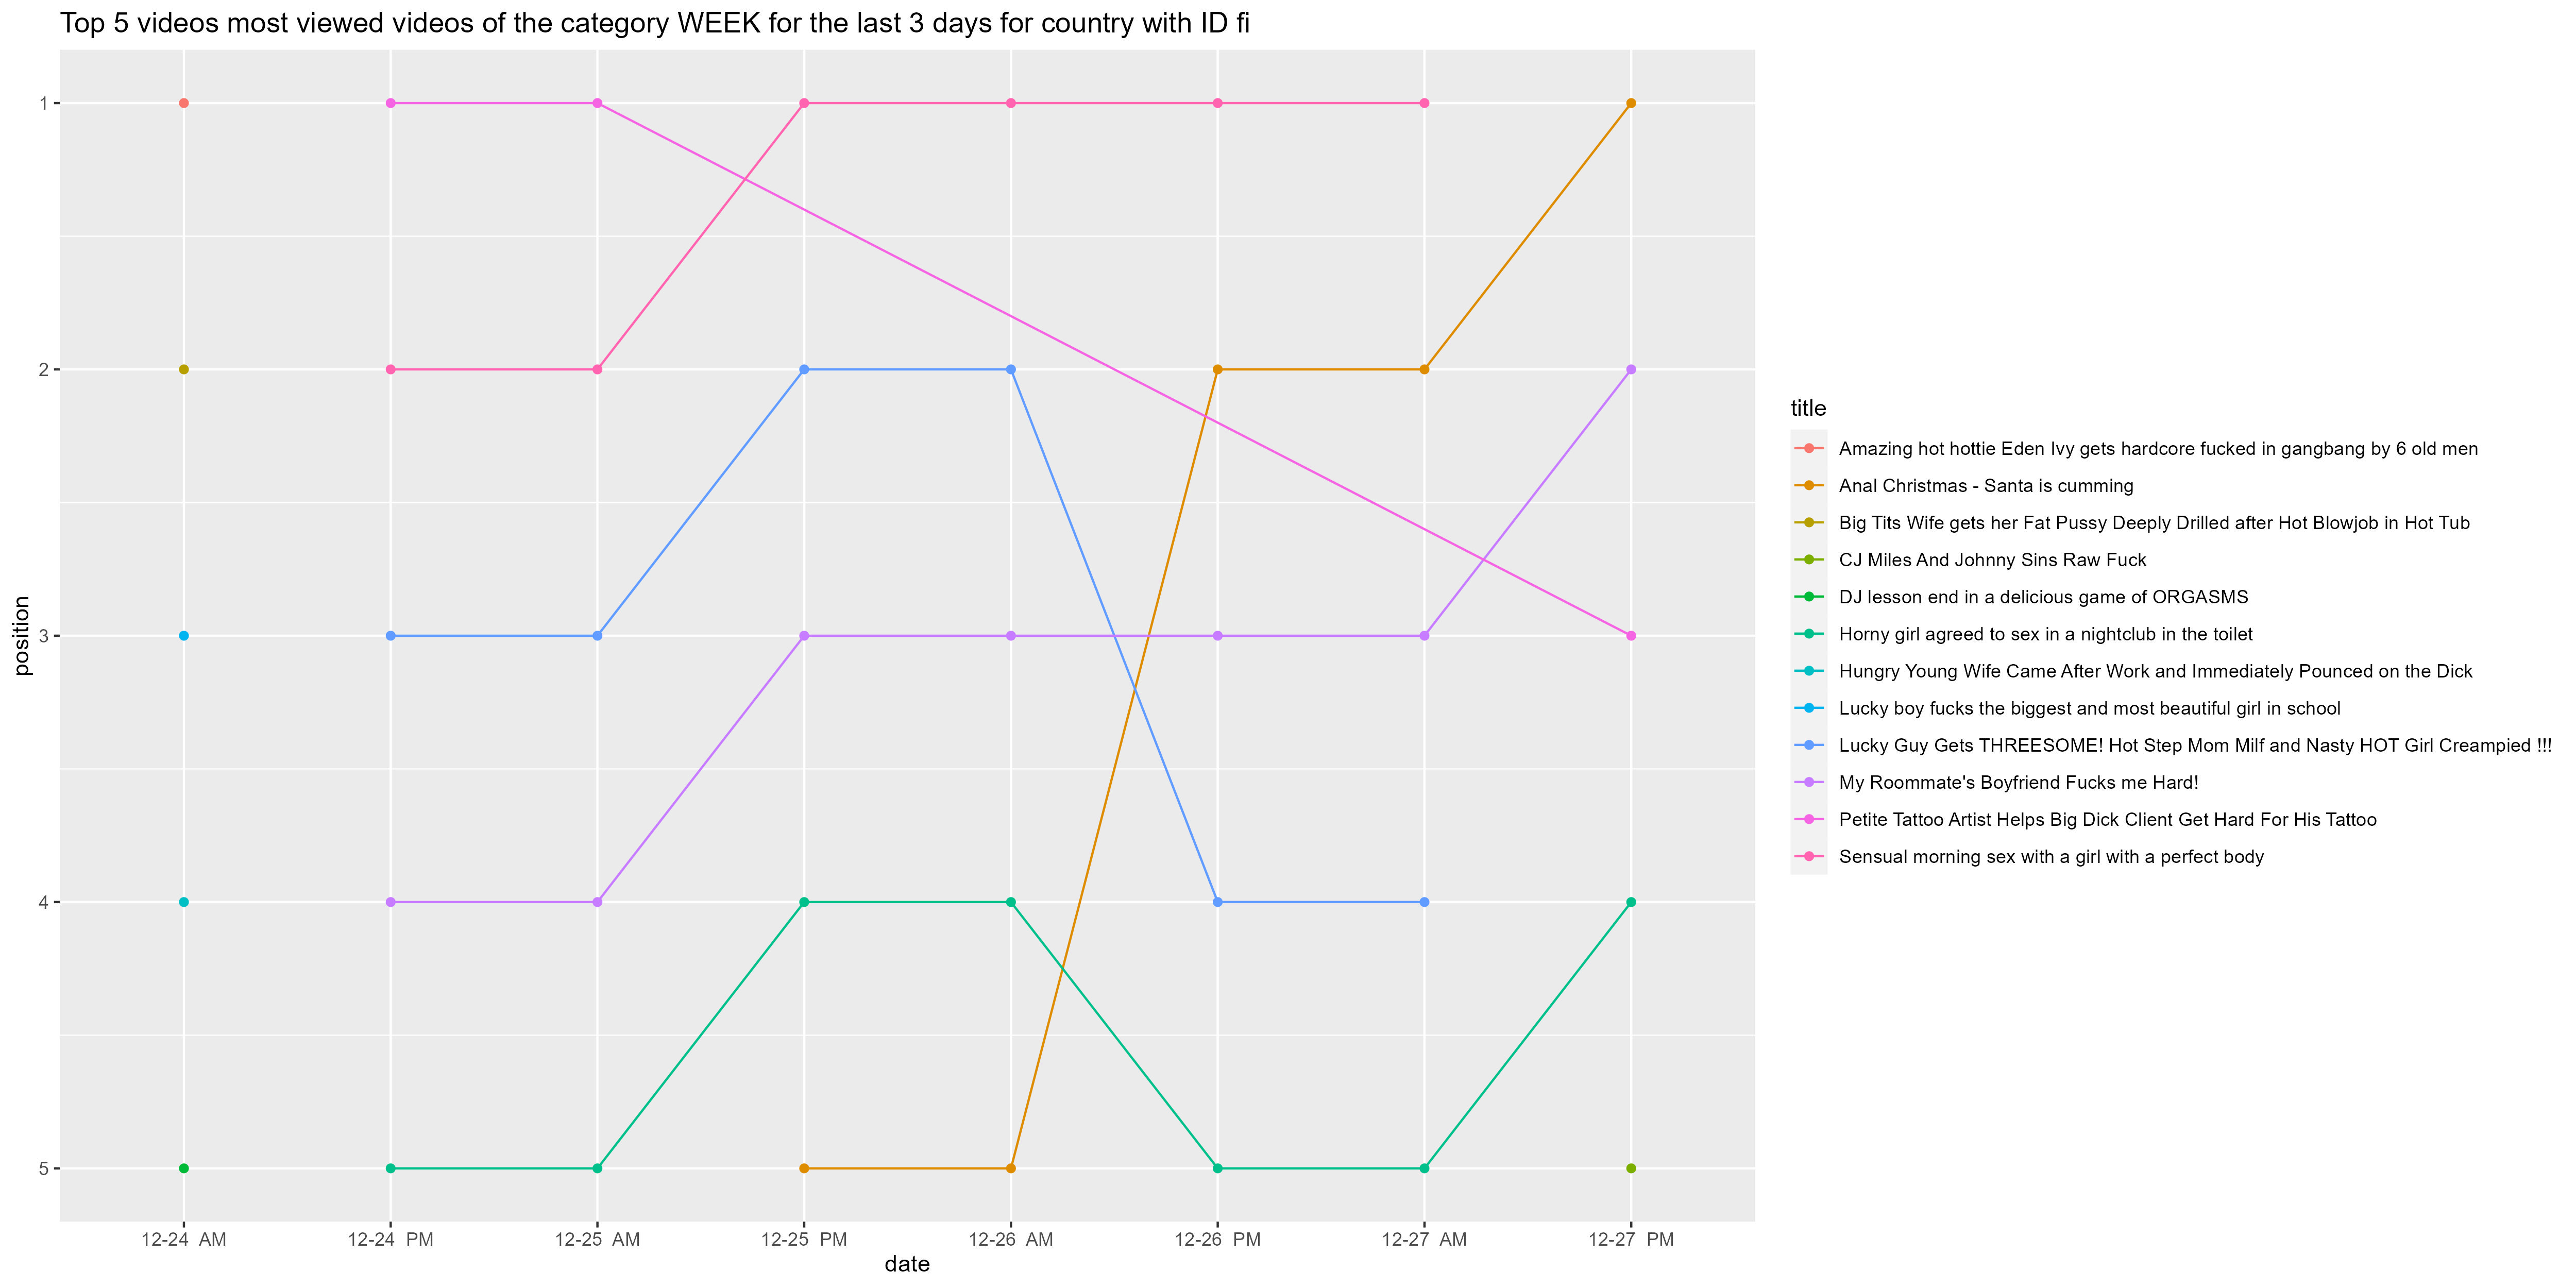 Top 5 videos most viewed videos of the category WEEK for the last 3 days for country with ID fi
position
1
2
3
4
5
12-24 AM
12-24 PM
12-25 AM
12-25 PM
12-26 AM
12-26 PM
12-27 AM
12-27 PM
date
title
Amazing hot hottie Eden Ivy gets hardcore fucked in gangbang by 6 old men
Anal Christmas - Santa is cumming
Big Tits Wife gets her Fat Pussy Deeply Drilled after Hot Blowjob in Hot Tub
CJ Miles And Johnny Sins Raw Fuck
DJ lesson end in a delicious game of ORGASMS
Horny girl agreed to sex in a nightclub in the toilet
Hungry Young Wife Came After Work and Immediately Pounced on the Dick
Lucky boy fucks the biggest and most beautiful girl in school
Lucky Guy Gets THREESOME! Hot Step Mom Milf and Nasty HOT Girl Creampied !!!
My Roommate's Boyfriend Fucks me Hard!
Petite Tattoo Artist Helps Big Dick Client Get Hard For His Tattoo
Sensual morning sex with a girl with a perfect body